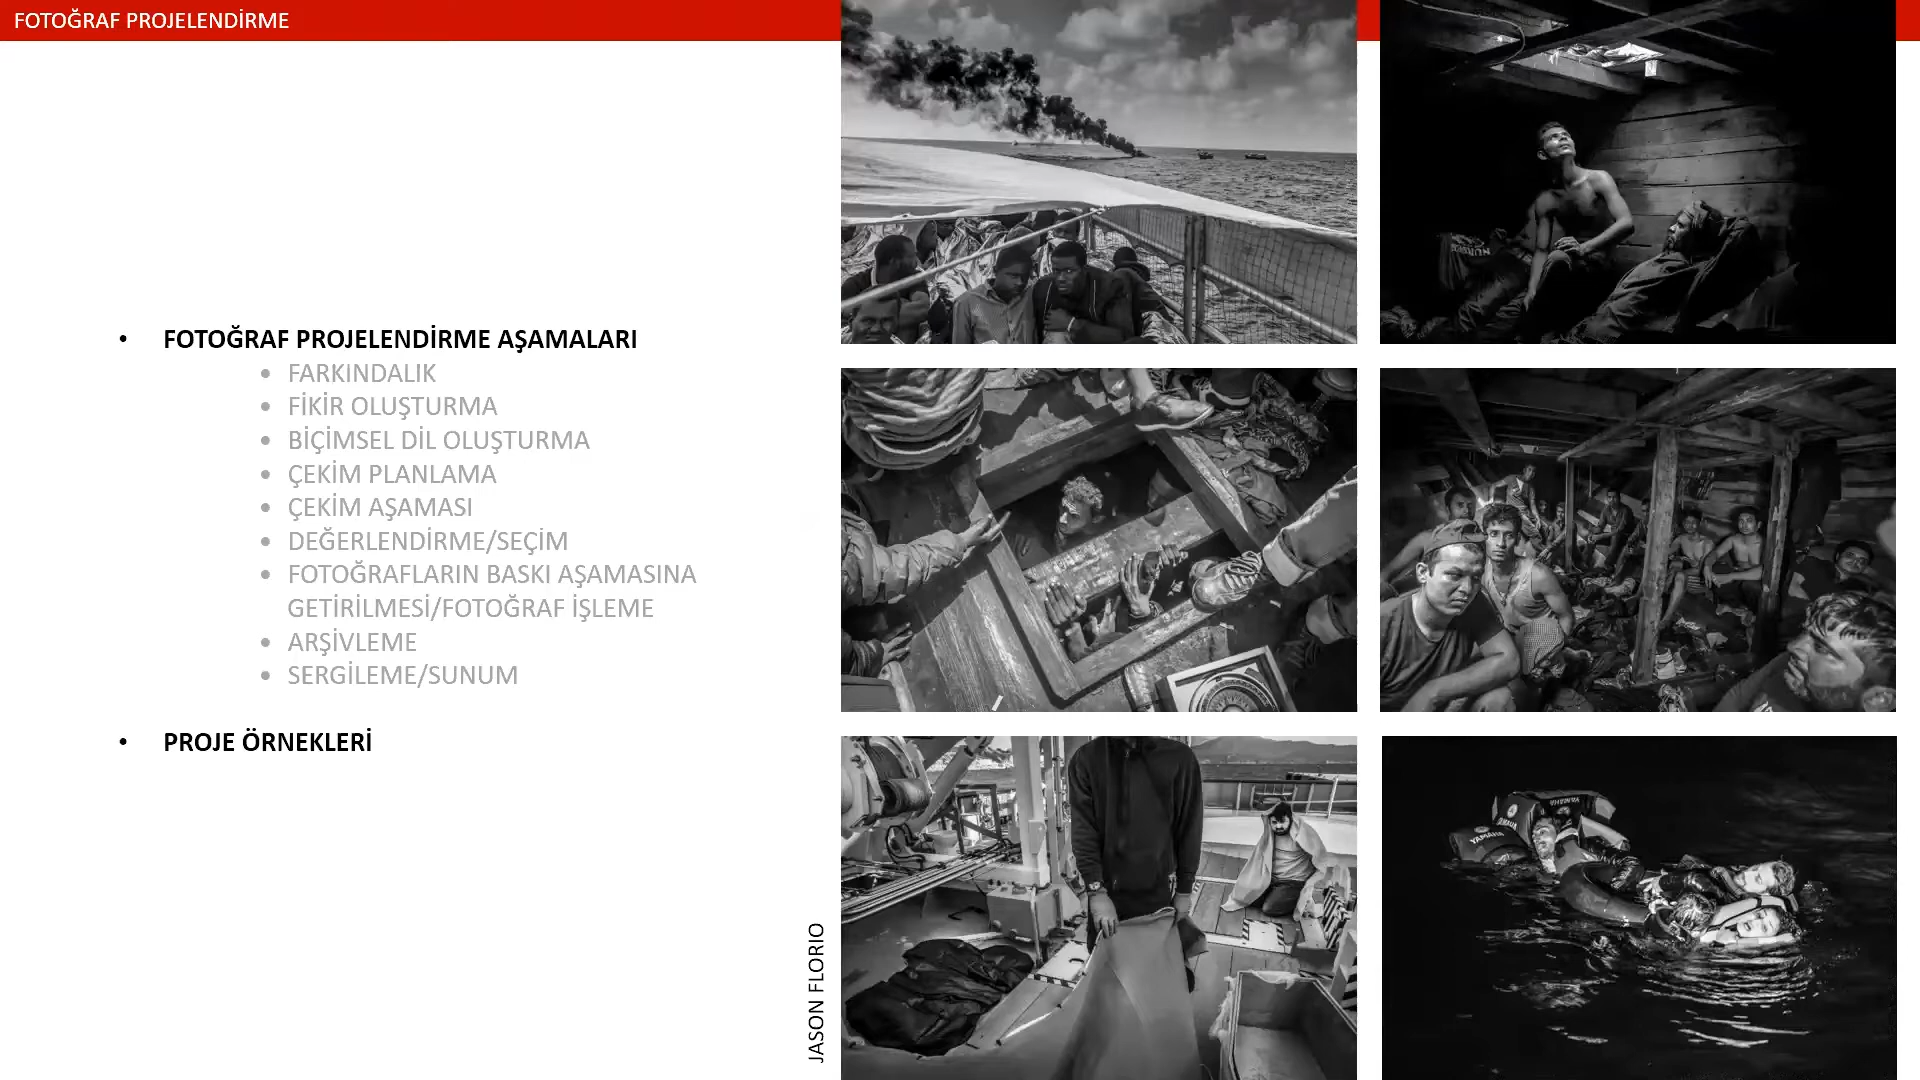 FOTOĞRAF PROJELENDİRME
• FOTOĞRAF PROJELENDİRME AŞAMALARI
• FARKINDALIK
• FİKİR OLUŞTURMA
• BİÇİMSEL DİL OLUŞTURMA
• ÇEKİM PLANLAMA
• ÇEKİM AŞAMASI
• DEĞERLENDİRME/SEÇİM
• FOTOĞRAFLARIN BASKI AŞAMASINA
GETİRİLMESİ/FOTOĞRAF İŞLEME
• ARŞİVLEME
• SERGİLEME/SUNUM
• PROJE ÖRNEKLERİ
JASON FLORIO
YAMAHA